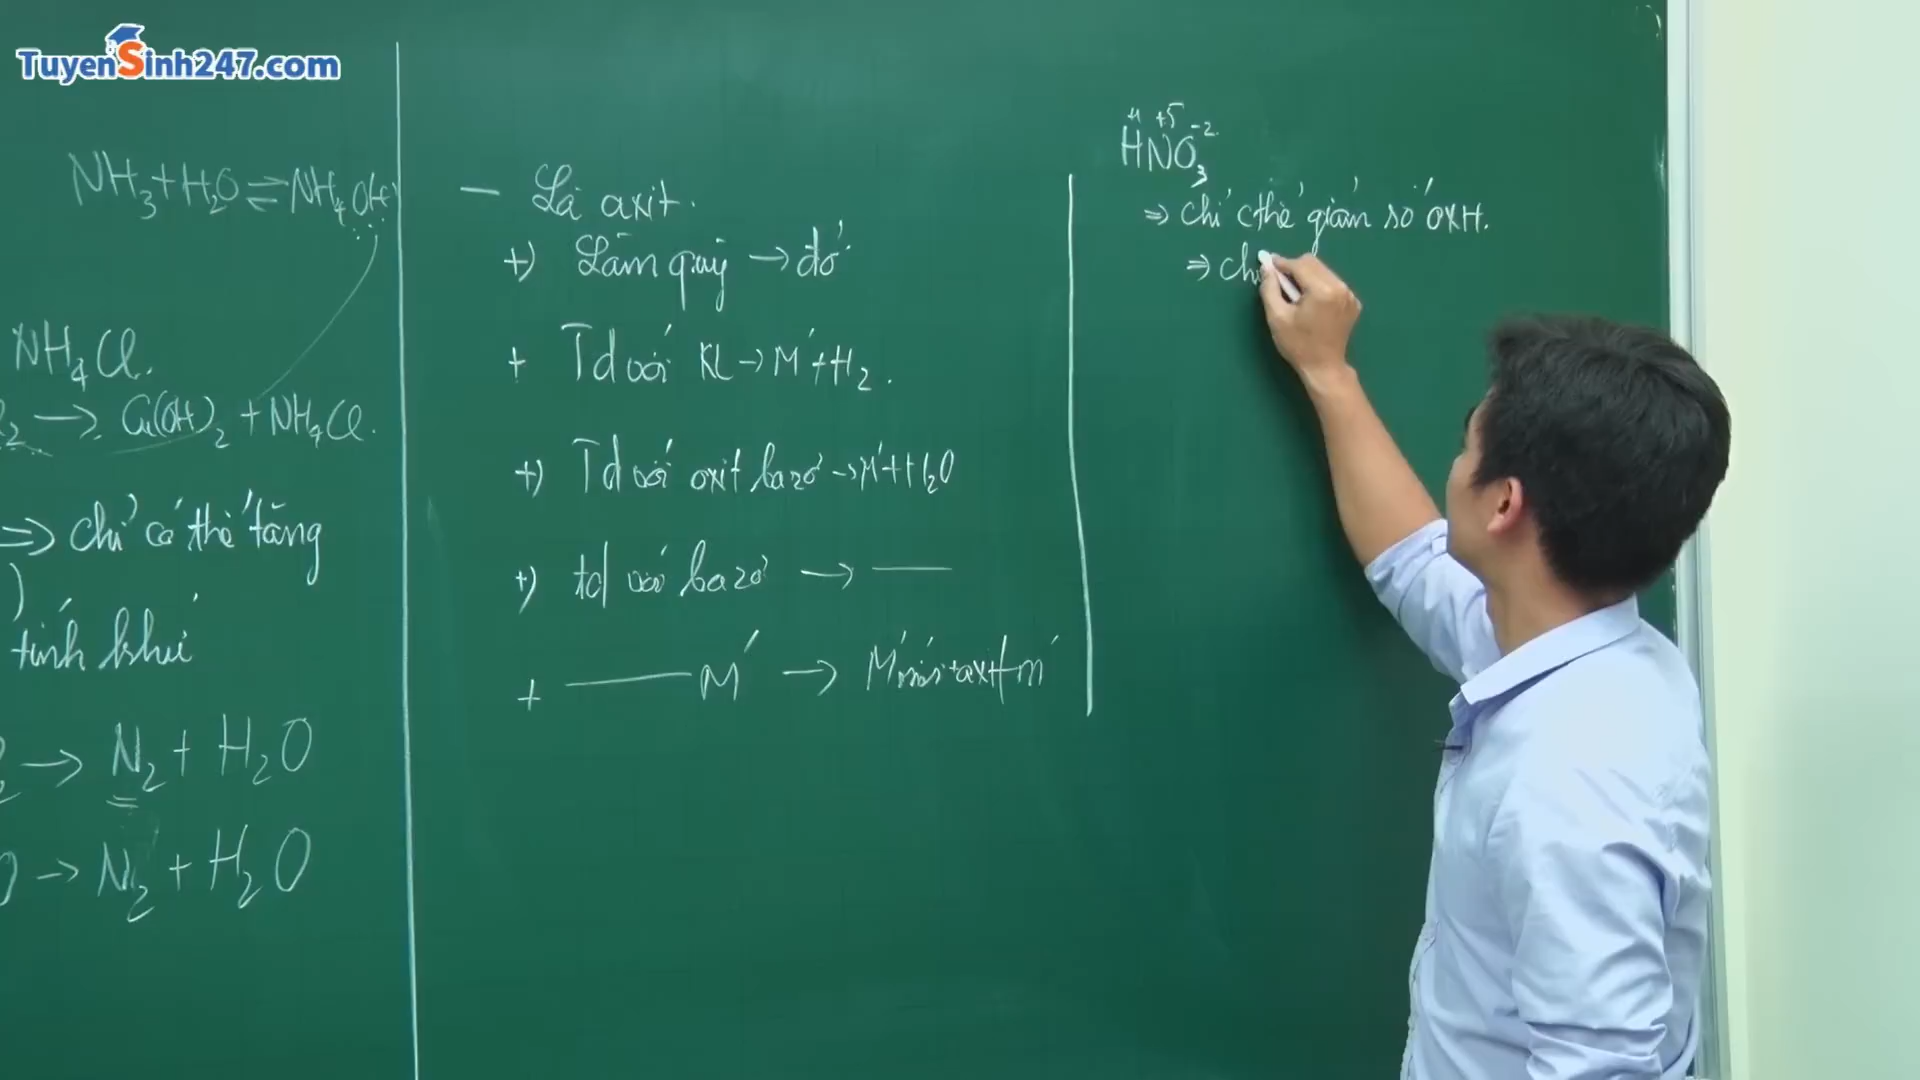 TuyenSinh247.com
NH₃ + H₂O ⇌ NH₄OH
NH₄Cl.
₂ → Cu(OH)₂ + NH₄Cl.
⇒ chỉ có thể tăng
)
tính khử
₂ → N₂ + H₂O
O → N₂ + H₂O
– Là axit.
+) Làm quỳ → đỏ
+ Td với KL → M' + H₂.
+) Td với oxit bazơ → M' + H₂O
+) td với bazơ → ——
+ —— M' → M' mới + axit m'
+1 +5 -2
HNO₃
⇒ chỉ c thể giảm số oxH.
⇒ ch